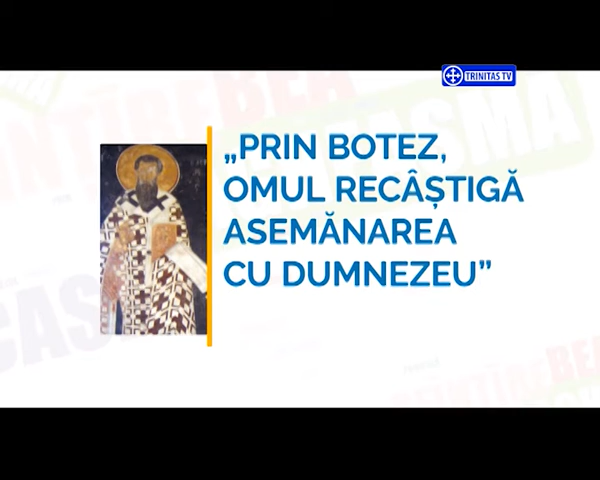 TRINITAS TV
„PRIN BOTEZ,
OMUL RECÂȘTIGĂ
ASEMĂNAREA
CU DUMNEZEU”